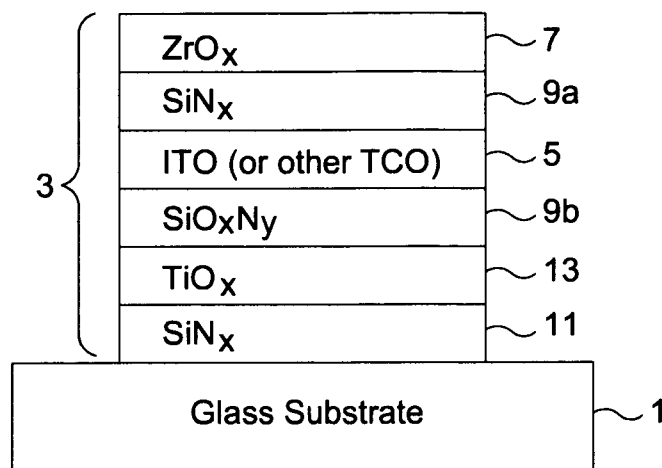 ZrOx 7
SiNx 9a
ITO (or other TCO) 5
3
SiOxNy 9b
TiOx 13
SiNx 11
Glass Substrate 1